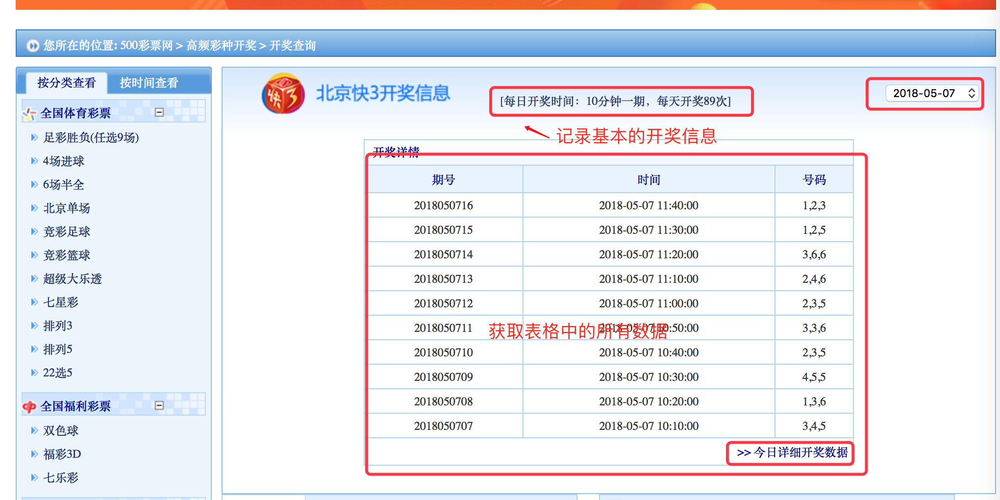 您所在的位置: 500彩票网 > 高频彩种开奖 > 开奖查询
按分类查看 按时间查看
全国体育彩票
足彩胜负(任选9场)
4场进球
6场半全
北京单场
竞彩足球
竞彩篮球
超级大乐透
七星彩
排列3
排列5
22选5
全国福利彩票
双色球
福彩3D
七乐彩
快3
北京快3开奖信息
[每日开奖时间：10分钟一期，每天开奖89次]
2018-05-07
记录基本的开奖信息
开奖详情
期号 时间 号码
2018050716 2018-05-07 11:40:00 1,2,3
2018050715 2018-05-07 11:30:00 1,2,5
2018050714 2018-05-07 11:20:00 3,6,6
2018050713 2018-05-07 11:10:00 2,4,6
2018050712 2018-05-07 11:00:00 2,3,5
2018050711 2018-05-07 10:50:00 3,3,6
获取表格中的所有数据
2018050710 2018-05-07 10:40:00 2,3,5
2018050709 2018-05-07 10:30:00 4,5,5
2018050708 2018-05-07 10:20:00 1,3,6
2018050707 2018-05-07 10:10:00 3,4,5
>> 今日详细开奖数据